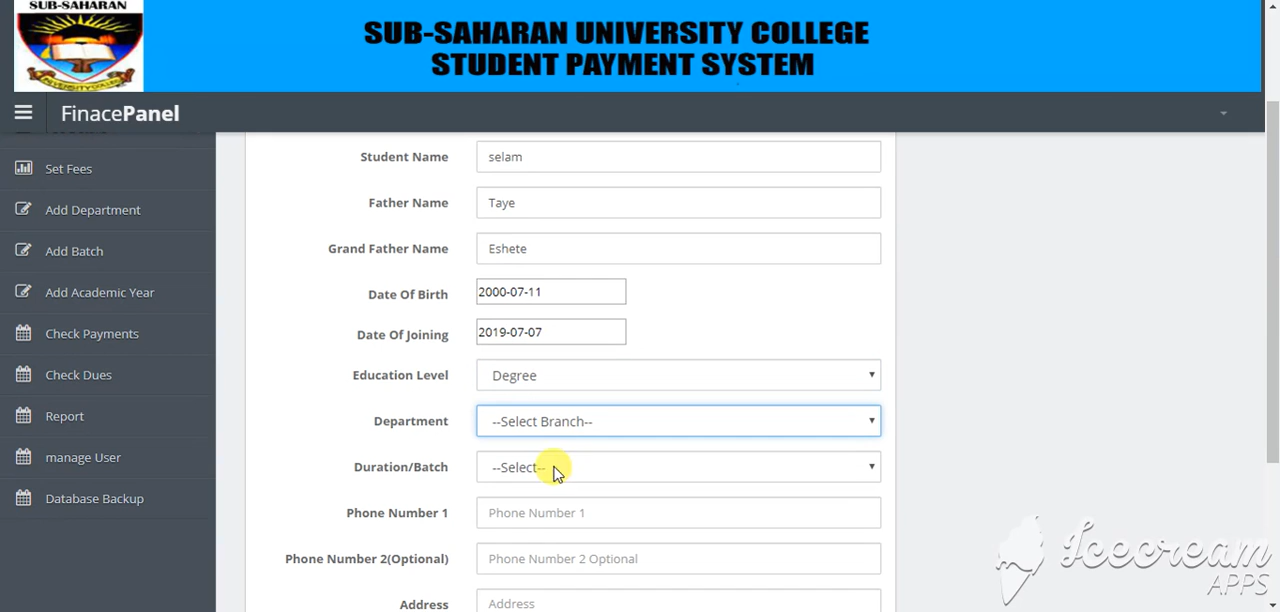 SUB-SAHARAN
SUB-SAHARAN UNIVERSITY COLLEGE
STUDENT PAYMENT SYSTEM
FinacePanel
Set Fees
Add Department
Add Batch
Add Academic Year
Check Payments
Check Dues
Report
manage User
Database Backup
Student Name selam
Father Name Taye
Grand Father Name Eshete
Date Of Birth 2000-07-11
Date Of Joining 2019-07-07
Education Level Degree
Department --Select Branch--
Duration/Batch --Select--
Phone Number 1 Phone Number 1
Phone Number 2(Optional) Phone Number 2 Optional
Address Address
Icecream
APPS